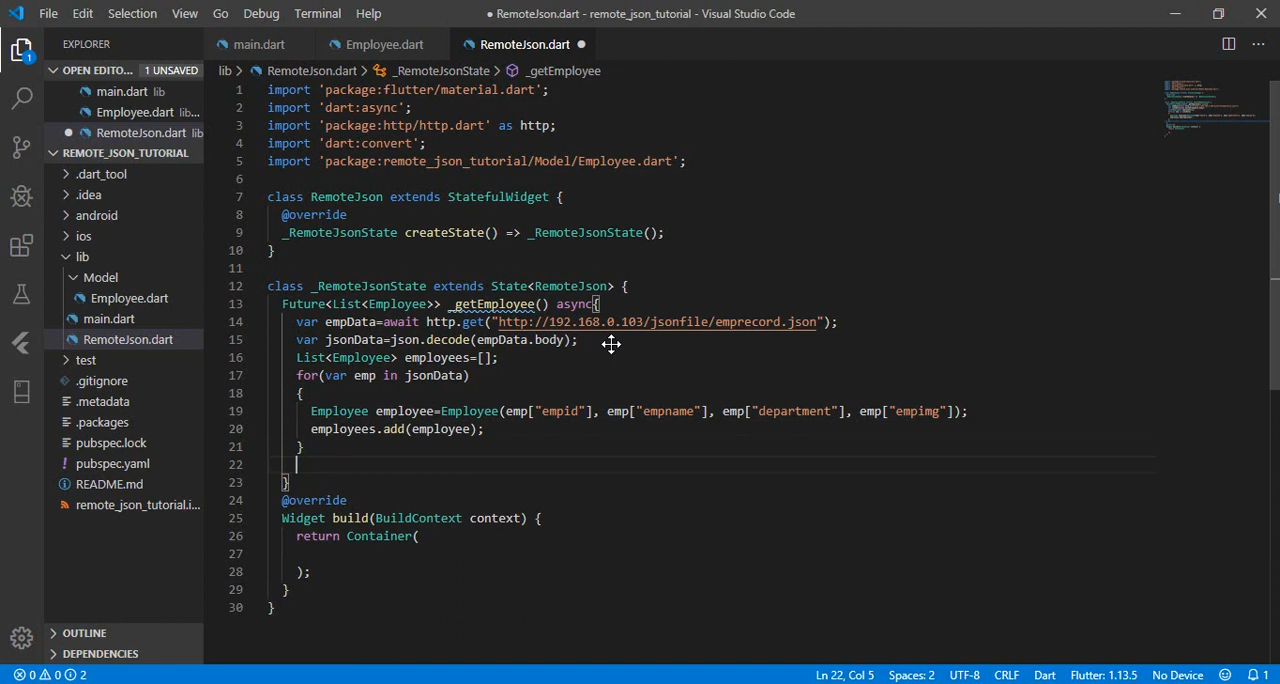 File Edit Selection View Go Debug Terminal Help
● RemoteJson.dart - remote_json_tutorial - Visual Studio Code
EXPLORER
main.dart
Employee.dart
RemoteJson.dart ●
OPEN EDITO... 1 UNSAVED
main.dart lib
Employee.dart lib...
● RemoteJson.dart lib
REMOTE_JSON_TUTORIAL
.dart_tool
.idea
android
ios
lib
Model
Employee.dart
main.dart
RemoteJson.dart
test
.gitignore
.metadata
.packages
pubspec.lock
! pubspec.yaml
README.md
remote_json_tutorial.i...
OUTLINE
DEPENDENCIES
1
lib > RemoteJson.dart > _RemoteJsonState > _getEmployee
1 import 'package:flutter/material.dart';
2 import 'dart:async';
3 import 'package:http/http.dart' as http;
4 import 'dart:convert';
5 import 'package:remote_json_tutorial/Model/Employee.dart';
6
7 class RemoteJson extends StatefulWidget {
8 @override
9 _RemoteJsonState createState() => _RemoteJsonState();
10 }
11
12 class _RemoteJsonState extends State<RemoteJson> {
13 Future<List<Employee>> _getEmployee() async{
14 var empData=await http.get("http://192.168.0.103/jsonfile/emprecord.json");
15 var jsonData=json.decode(empData.body);
16 List<Employee> employees=[];
17 for(var emp in jsonData)
18 {
19 Employee employee=Employee(emp["empid"], emp["empname"], emp["department"], emp["empimg"]);
20 employees.add(employee);
21 }
22
23 }
24 @override
25 Widget build(BuildContext context) {
26 return Container(
27
28 );
29 }
30 }
0 0 2
Ln 22, Col 5 Spaces: 2 UTF-8 CRLF Dart Flutter: 1.13.5 No Device 1